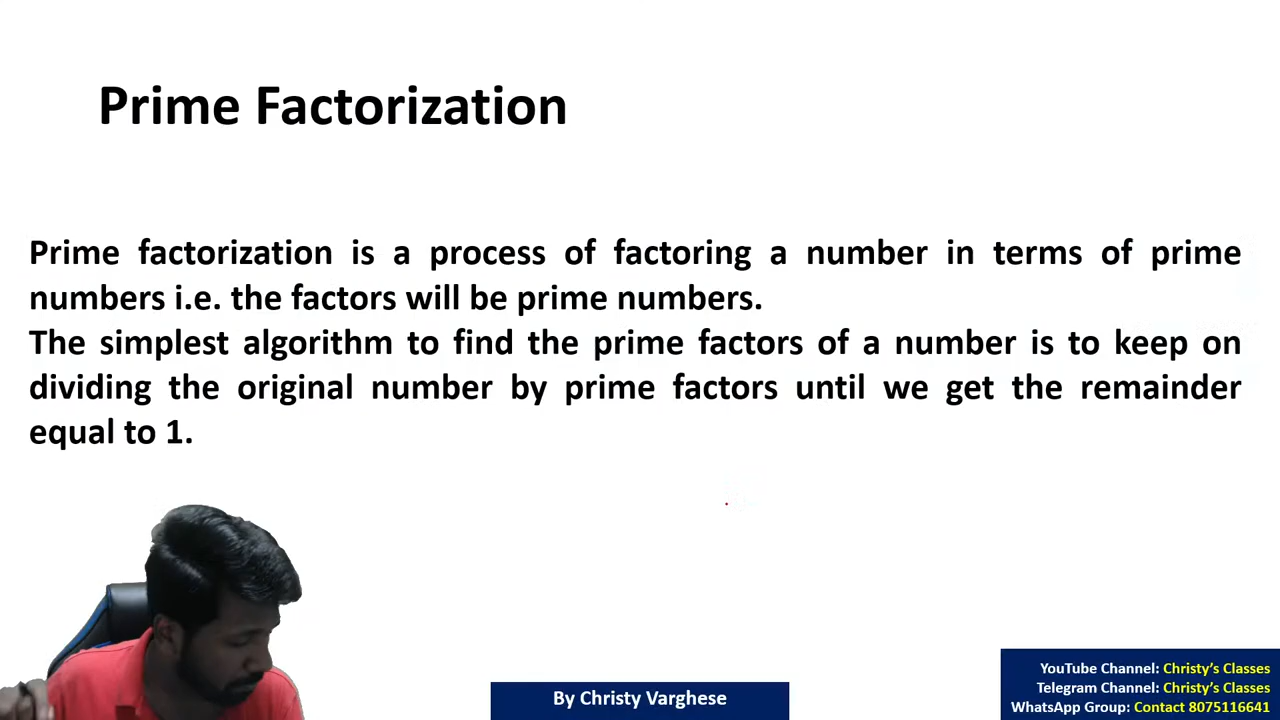 Prime Factorization
Prime factorization is a process of factoring a number in terms of prime
numbers i.e. the factors will be prime numbers.
The simplest algorithm to find the prime factors of a number is to keep on
dividing the original number by prime factors until we get the remainder
equal to 1.
By Christy Varghese
YouTube Channel: Christy’s Classes
Telegram Channel: Christy’s Classes
WhatsApp Group: Contact 8075116641